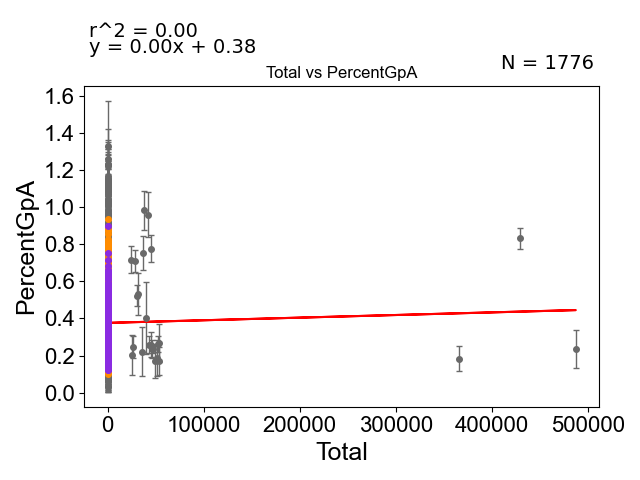 r^2 = 0.00
y = 0.00x + 0.38
N = 1776
Total vs PercentGpA
1.6
1.4
1.2
1.0
0.8
0.6
0.4
0.2
0.0
PercentGpA
0 100000 200000 300000 400000 500000
Total